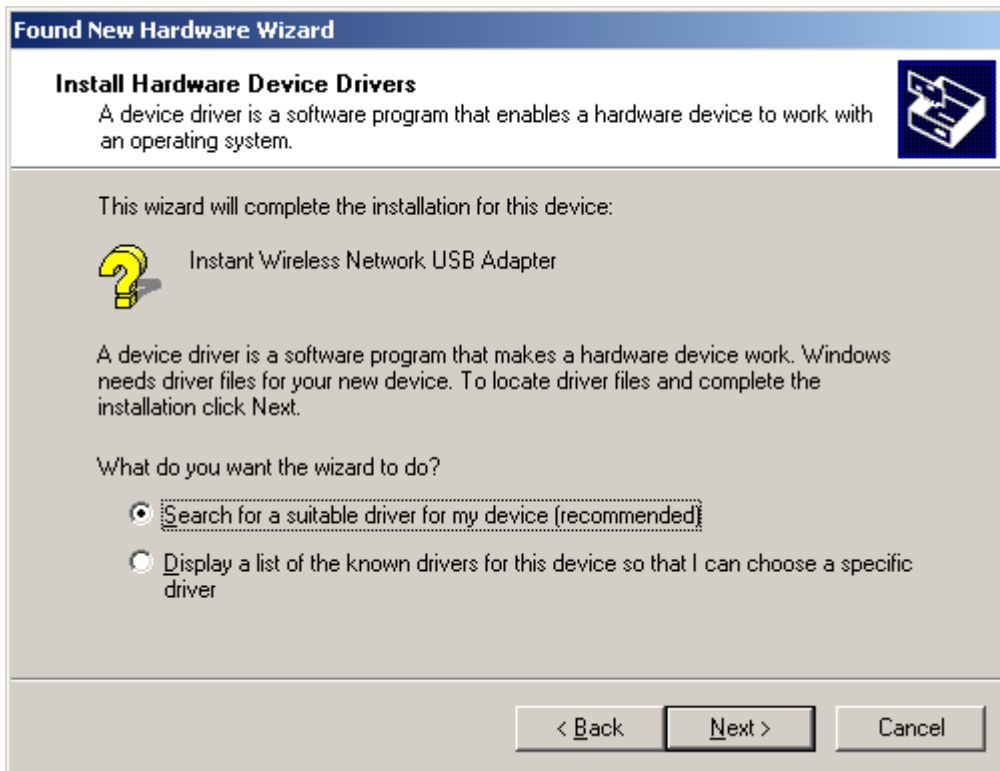 Found New Hardware Wizard
Install Hardware Device Drivers
A device driver is a software program that enables a hardware device to work with
an operating system.
This wizard will complete the installation for this device:
Instant Wireless Network USB Adapter
A device driver is a software program that makes a hardware device work. Windows
needs driver files for your new device. To locate driver files and complete the
installation click Next.
What do you want the wizard to do?
Search for a suitable driver for my device (recommended)
Display a list of the known drivers for this device so that I can choose a specific
driver
< Back Next > Cancel